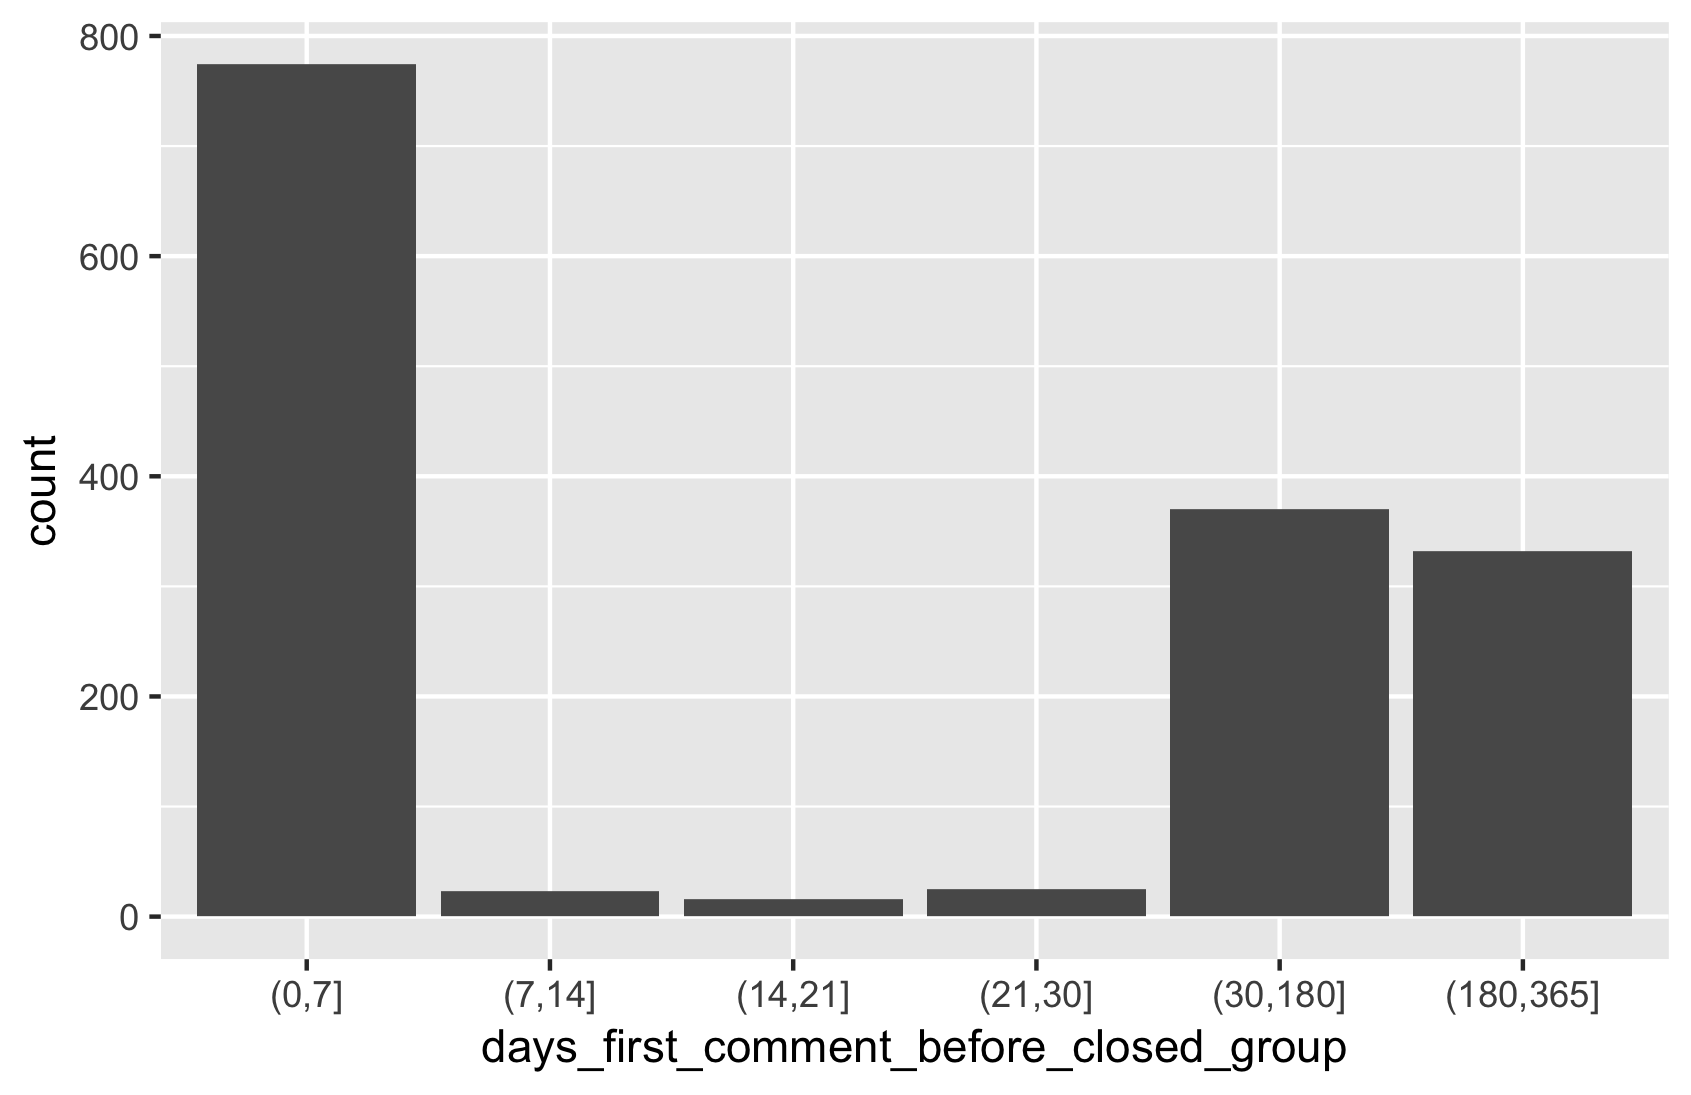 800
600
400
200
0
count
(0,7] (7,14] (14,21] (21,30] (30,180] (180,365]
days_first_comment_before_closed_group